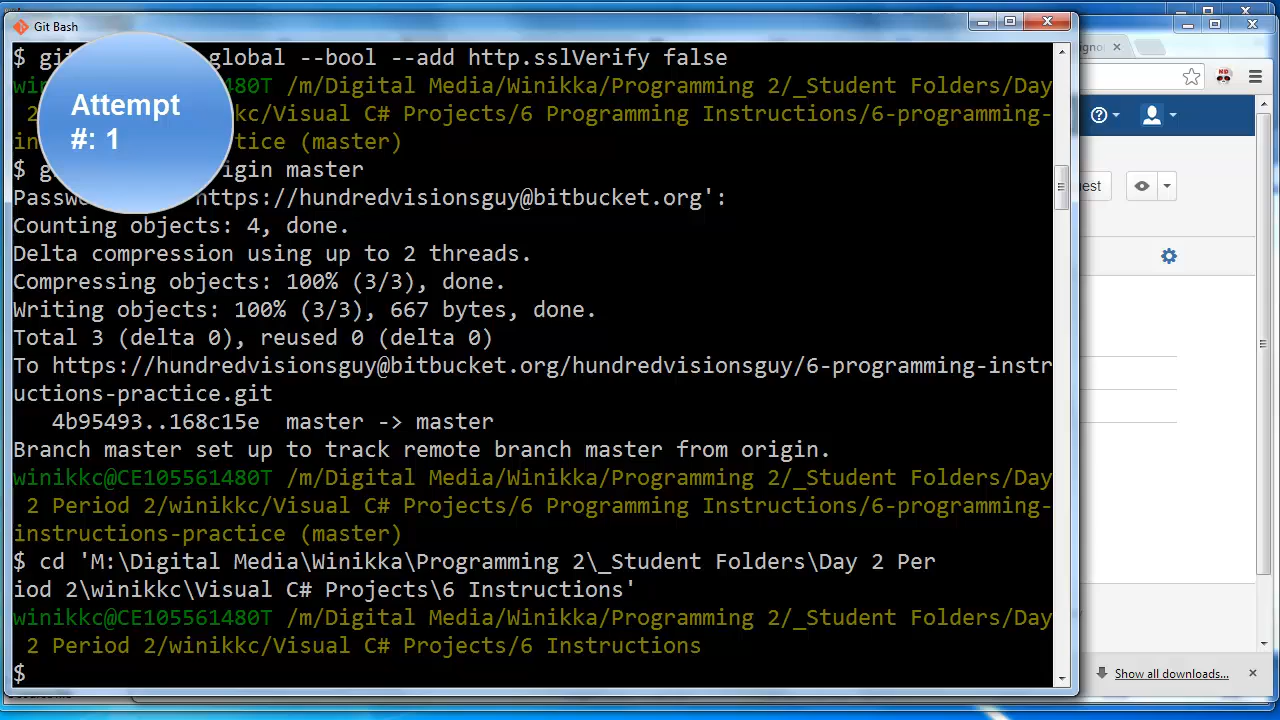 Git Bash
$ git global --bool --add http.sslVerify false
win 480T /m/Digital Media/Winikka/Programming 2/_Student Folders/Day
2 /winikkc/Visual C# Projects/6 Programming Instructions/6-programming-
ins tice (master)
$ g igin master
Passw https://hundredvisionsguy@bitbucket.org':
Attempt
#: 1
Counting objects: 4, done.
Delta compression using up to 2 threads.
Compressing objects: 100% (3/3), done.
Writing objects: 100% (3/3), 667 bytes, done.
Total 3 (delta 0), reused 0 (delta 0)
To https://hundredvisionsguy@bitbucket.org/hundredvisionsguy/6-programming-instr
uctions-practice.git
4b95493..168c15e master -> master
Branch master set up to track remote branch master from origin.
winikkc@CE105561480T /m/Digital Media/Winikka/Programming 2/_Student Folders/Day
2 Period 2/winikkc/Visual C# Projects/6 Programming Instructions/6-programming-
instructions-practice (master)
$ cd 'M:\Digital Media\Winikka\Programming 2\_Student Folders\Day 2 Per
iod 2\winikkc\Visual C# Projects\6 Instructions'
winikkc@CE105561480T /m/Digital Media/Winikka/Programming 2/_Student Folders/Day
2 Period 2/winikkc/Visual C# Projects/6 Instructions
$
ignor
est
Show all downloads...